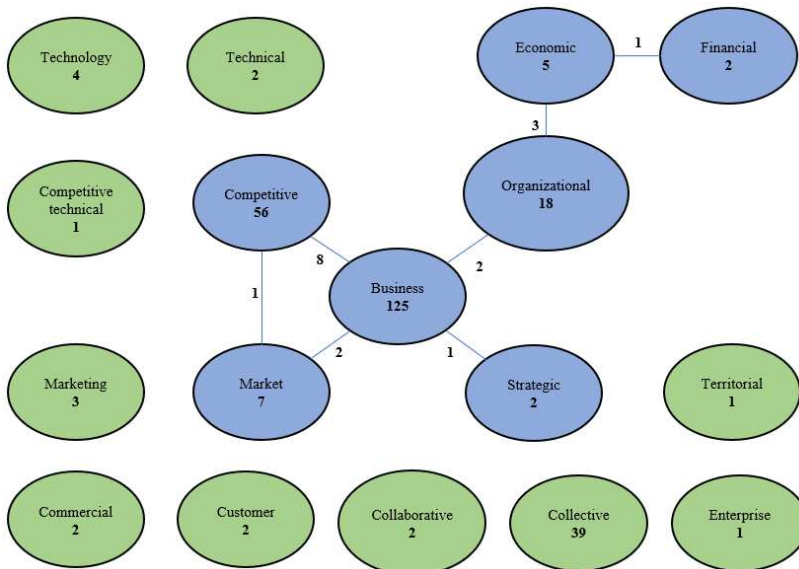 Technology
4
Technical
2
Economic
5
1
Financial
2
3
Competitive
technical
1
Competitive
56
Organizational
18
8
2
1
Business
125
2
1
Marketing
3
Market
7
Strategic
2
Territorial
1
Commercial
2
Customer
2
Collaborative
2
Collective
39
Enterprise
1